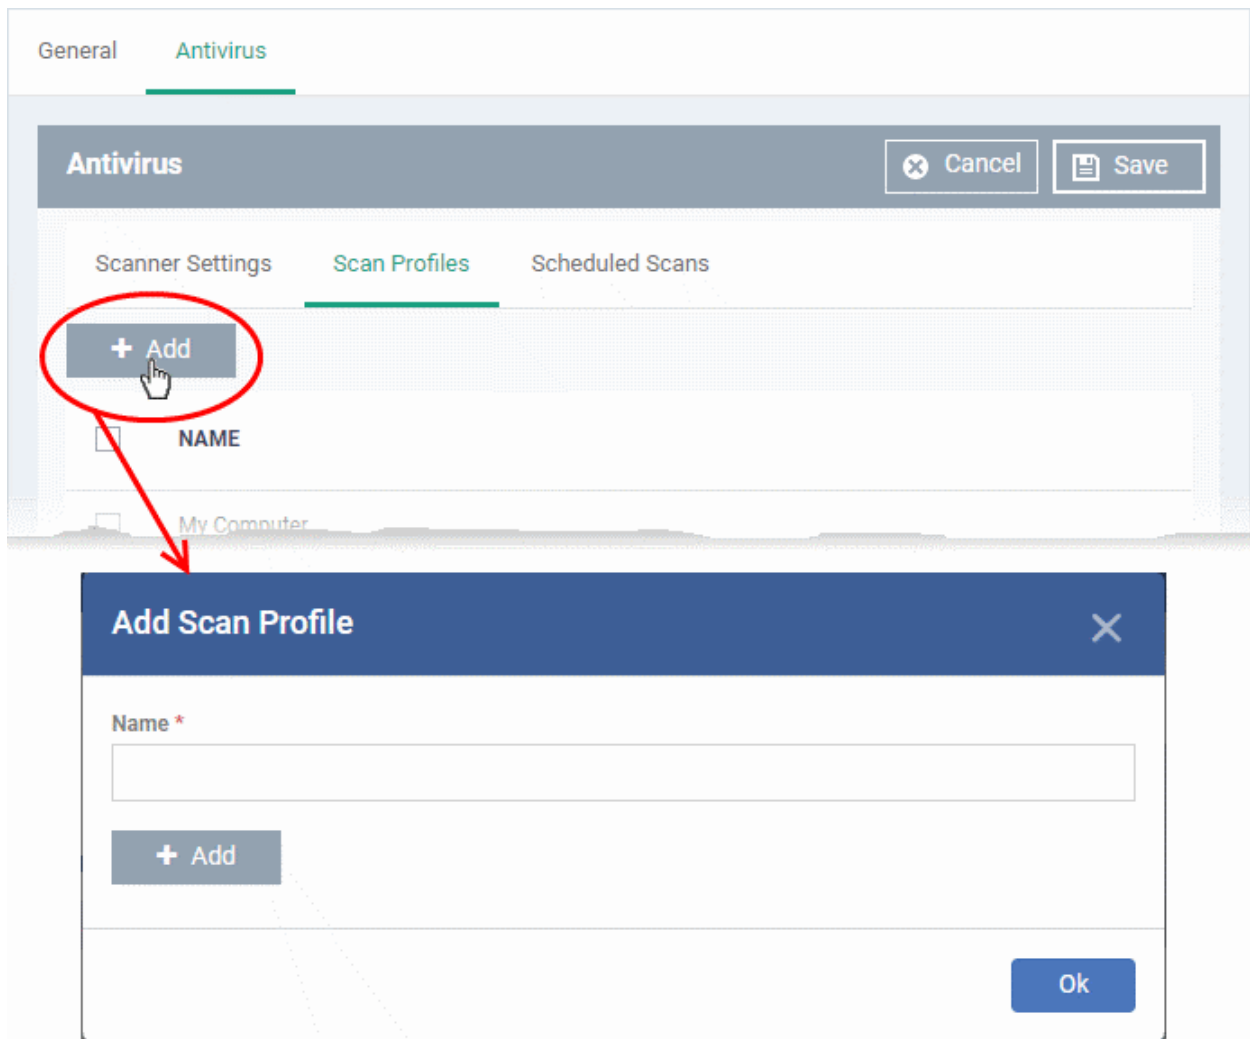 General Antivirus
Antivirus Cancel Save
Scanner Settings Scan Profiles Scheduled Scans
+ Add
NAME
My Computer
Add Scan Profile
Name *
+ Add
Ok